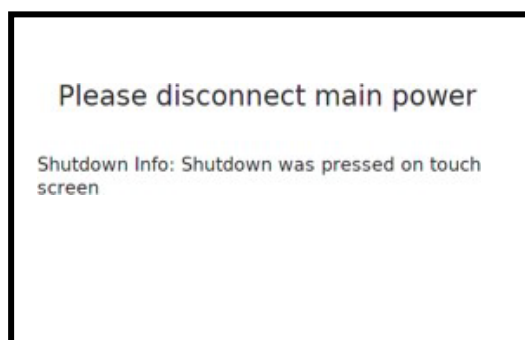 Please disconnect main power
Shutdown Info: Shutdown was pressed on touch
screen